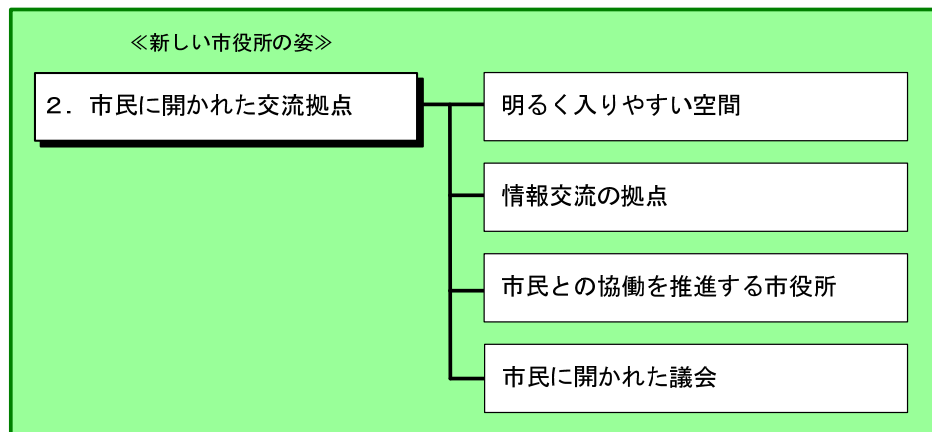 ≪新しい市役所の姿≫
２．市民に開かれた交流拠点
明るく入りやすい空間
情報交流の拠点
市民との協働を推進する市役所
市民に開かれた議会